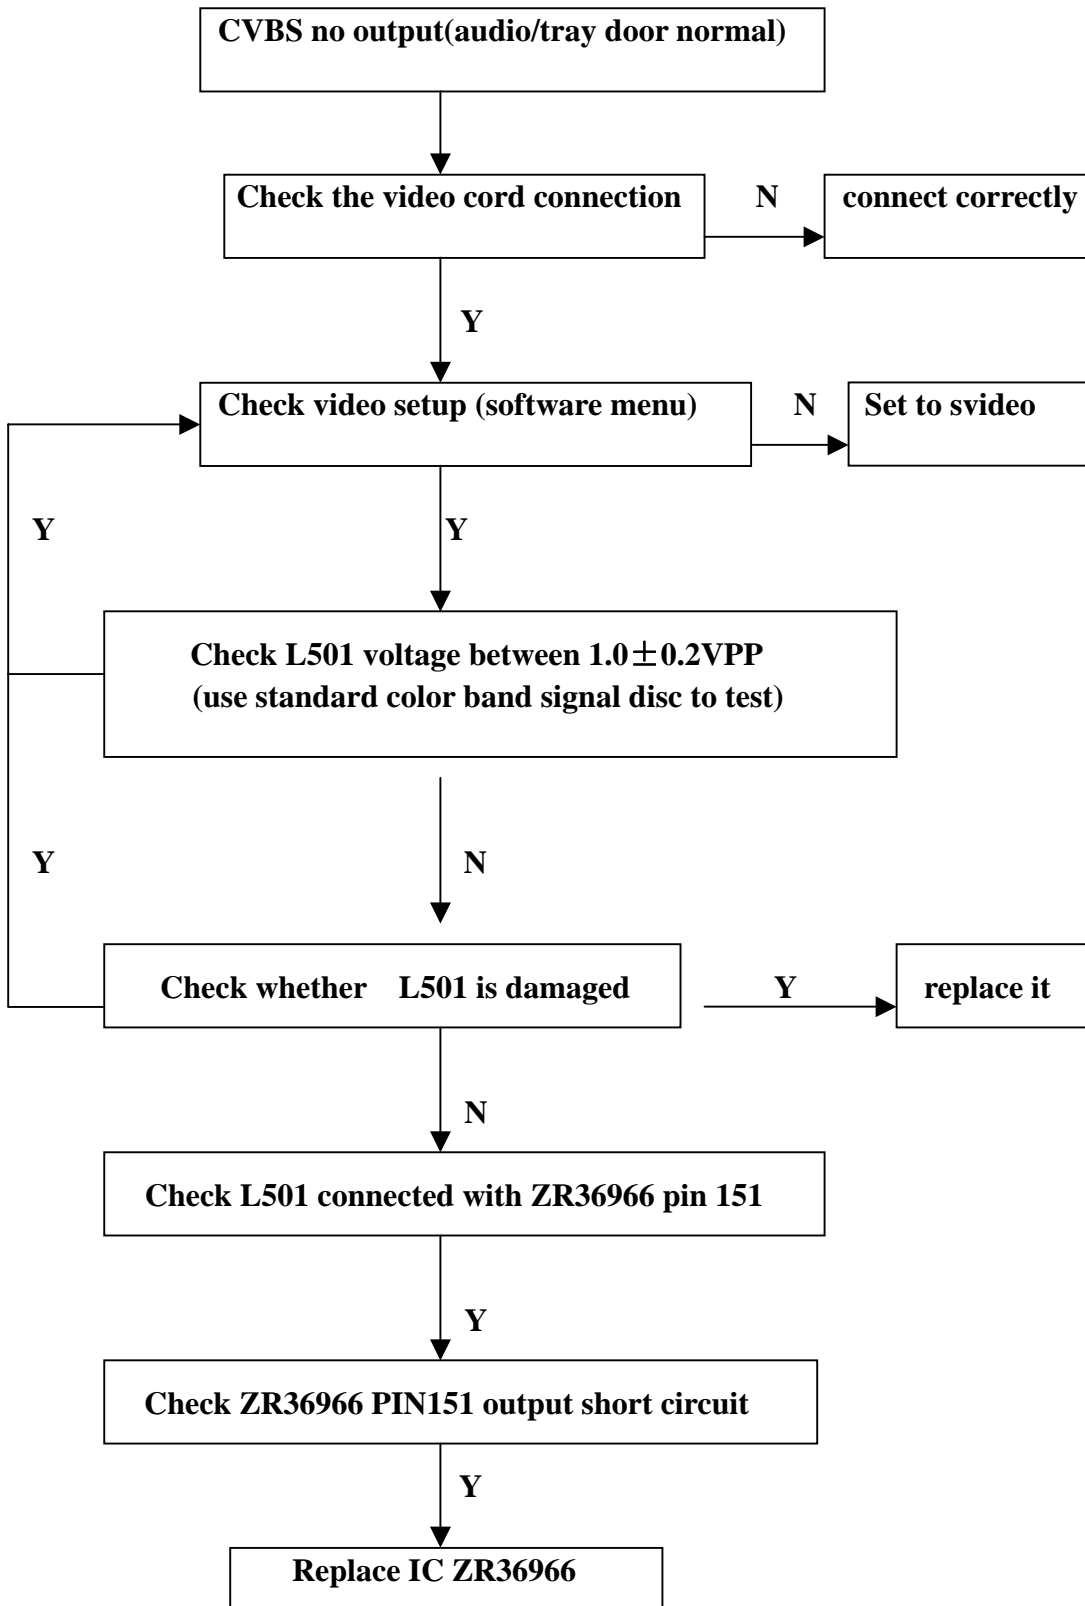 CVBS no output(audio/tray door normal)
Check the video cord connection
N
connect correctly
Y
Check video setup (software menu)
N
Set to svideo
Y
Y
Check L501 voltage between 1.0±0.2VPP
(use standard color band signal disc to test)
Y
N
Check whether L501 is damaged
Y
replace it
N
Check L501 connected with ZR36966 pin 151
Y
Check ZR36966 PIN151 output short circuit
Y
Replace IC ZR36966